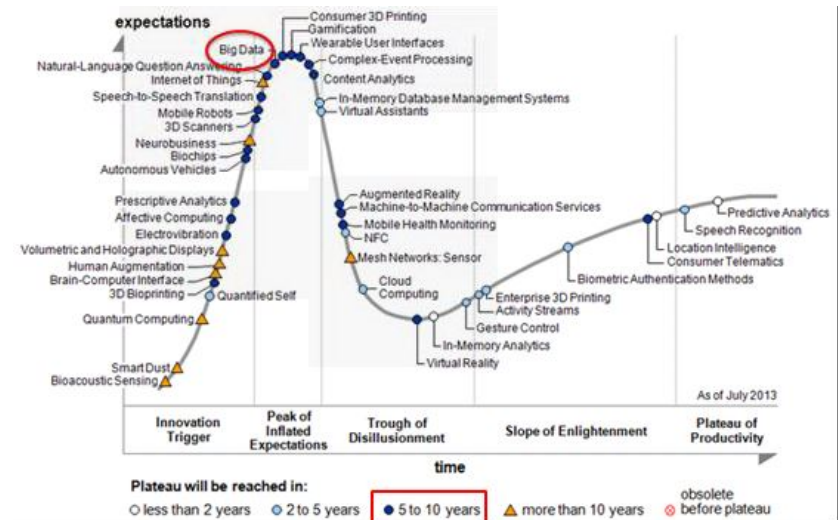 expectations
Consumer 3D Printing
Gamification
Big Data
Wearable User Interfaces
Natural-Language Question Answering
Complex-Event Processing
Internet of Things
Content Analytics
Speech-to-Speech Translation
In-Memory Database Management Systems
Mobile Robots
Virtual Assistants
3D Scanners
Neurobusiness
Biochips
Autonomous Vehicles
Prescriptive Analytics
Augmented Reality
Machine-to-Machine Communication Services
Affective Computing
Mobile Health Monitoring
Electrovibration
NFC
Volumetric and Holographic Displays
Mesh Networks: Sensor
Human Augmentation
Brain-Computer Interface
3D Bioprinting
Quantified Self
Cloud
Computing
Quantum Computing
Smart Dust
Bioacoustic Sensing
Enterprise 3D Printing
Activity Streams
Gesture Control
In-Memory Analytics
Virtual Reality
Predictive Analytics
Speech Recognition
Location Intelligence
Consumer Telematics
Biometric Authentication Methods
As of July 2013
Innovation
Trigger
Peak of
Inflated
Expectations
Trough of
Disillusionment
Slope of Enlightenment
Plateau of
Productivity
time
Plateau will be reached in:
less than 2 years
2 to 5 years
5 to 10 years
more than 10 years
obsolete
before plateau